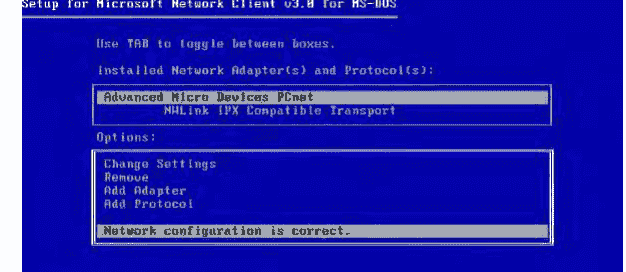 Setup for Microsoft Network Client v3.0 for MS-DOS
Use TAB to toggle between boxes.
Installed Network Adapter(s) and Protocol(s):
Advanced Micro Devices PCnet
NWLink IPX Compatible Transport
Options:
Change Settings
Remove
Add Adapter
Add Protocol
Network configuration is correct.